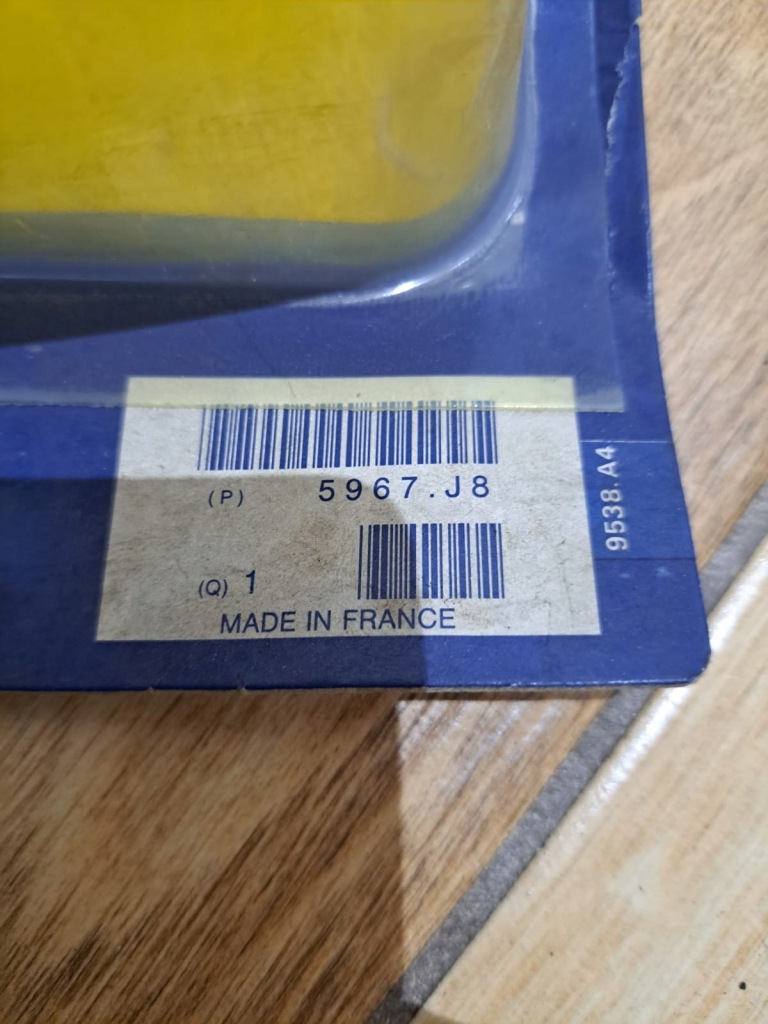 (P) 5967.J8
(Q) 1
MADE IN FRANCE
9538.A4